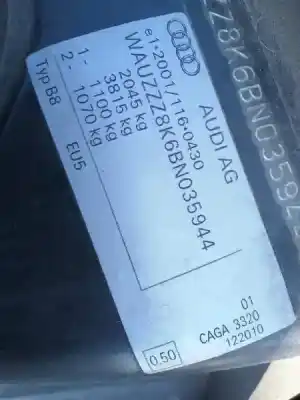 AUDI AG
e1*2001/116*0430
WAUZZZ8K6BN035944
2045 kg
3815 kg
1- 1100 kg
2- 1070 kg
Typ B8 EU5
01
CAGA 3320
122010
0.50
ZZ8K6BN0359